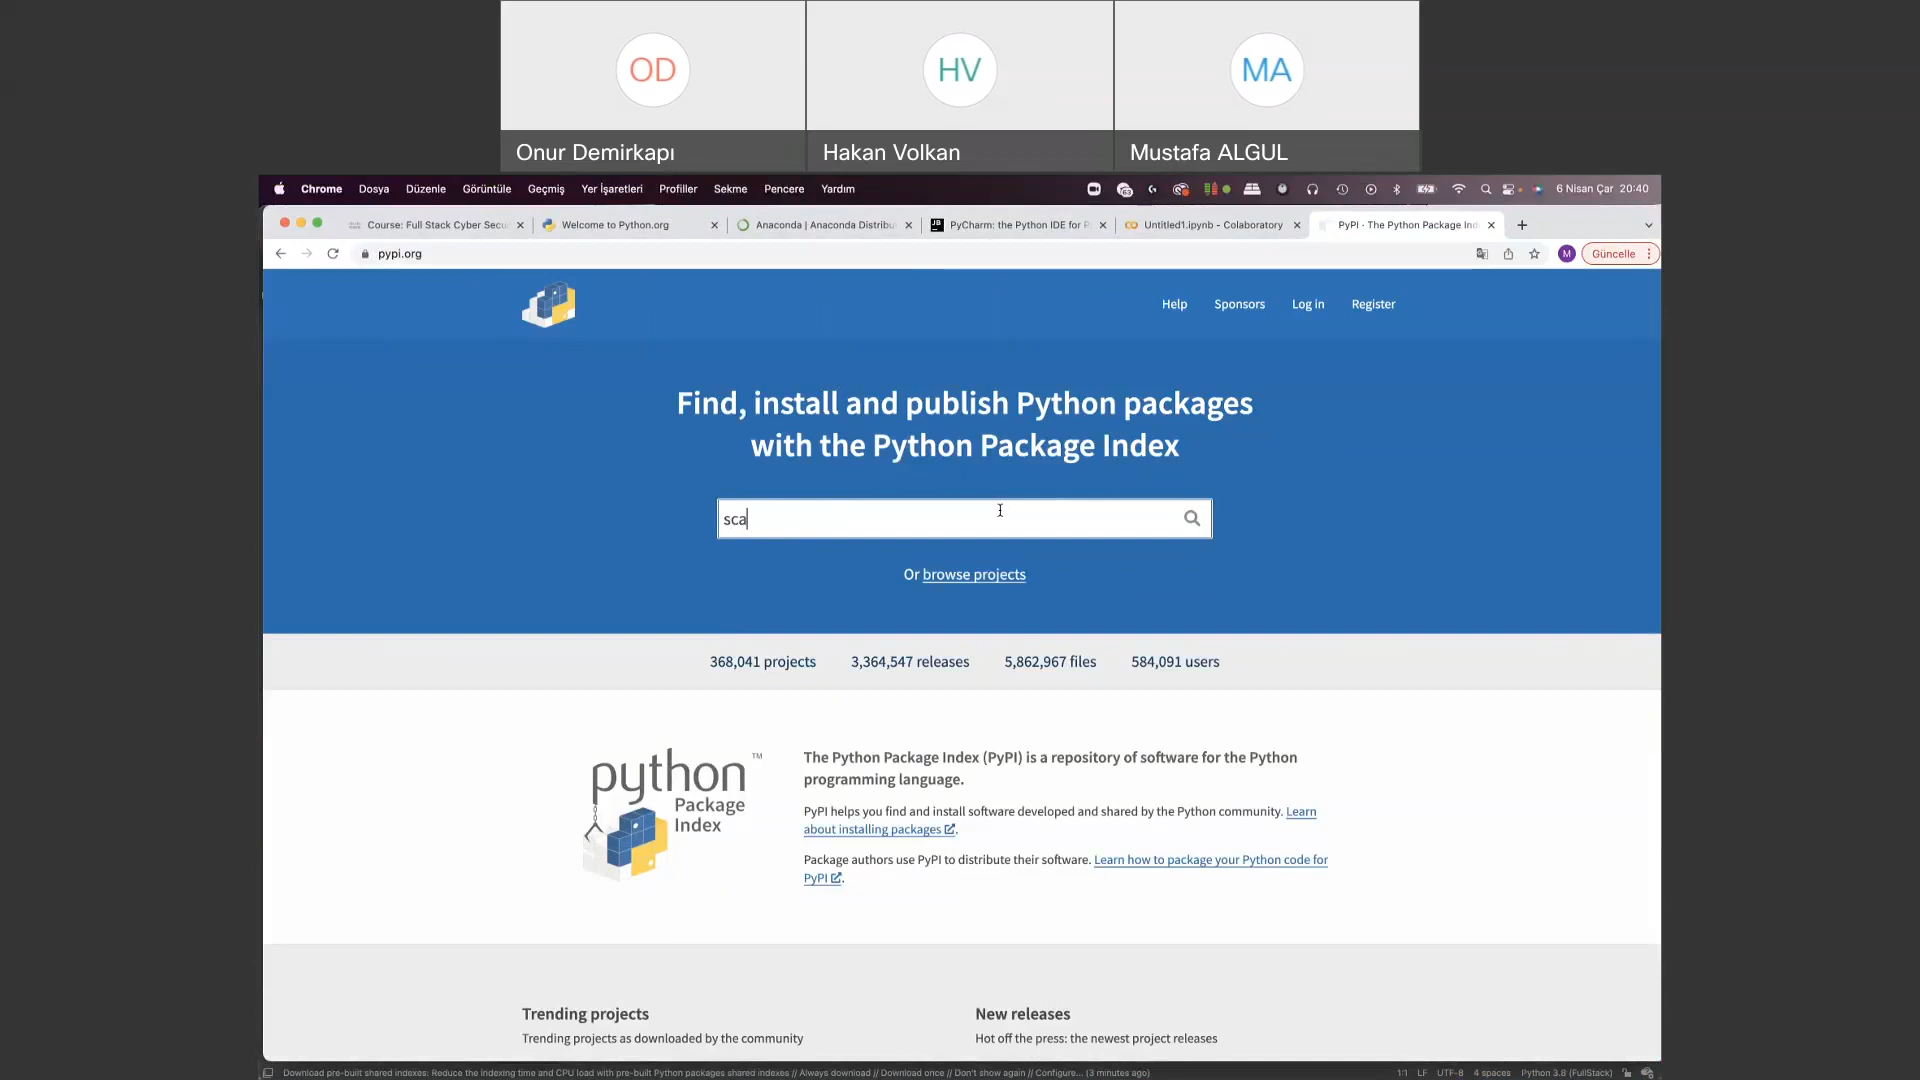 OD
HV
MA
Onur Demirkapı
Hakan Volkan
Mustafa ALGUL
Chrome Dosya Düzenle Görüntüle Geçmiş Yer İşaretleri Profiller Sekme Pencere Yardım
63
6 Nisan Çar 20:40
Course: Full Stack Cyber Secu
Welcome to Python.org
Anaconda | Anaconda Distribu
PyCharm: the Python IDE for P
Untitled1.ipynb - Colaboratory
PyPI · The Python Package Ind
pypi.org
M
Güncelle
Help Sponsors Log in Register
Find, install and publish Python packages
with the Python Package Index
sca
Or browse projects
368,041 projects 3,364,547 releases 5,862,967 files 584,091 users
python TM
Package
Index
The Python Package Index (PyPI) is a repository of software for the Python
programming language.
PyPI helps you find and install software developed and shared by the Python community. Learn
about installing packages.
Package authors use PyPI to distribute their software. Learn how to package your Python code for
PyPI.
Trending projects
Trending projects as downloaded by the community
New releases
Hot off the press: the newest project releases
Download pre-built shared indexes: Reduce the indexing time and CPU load with pre-built Python packages shared indexes // Always download // Download once // Don't show again // Configure... (3 minutes ago)
1:1 LF UTF-8 4 spaces Python 3.8 (FullStack)